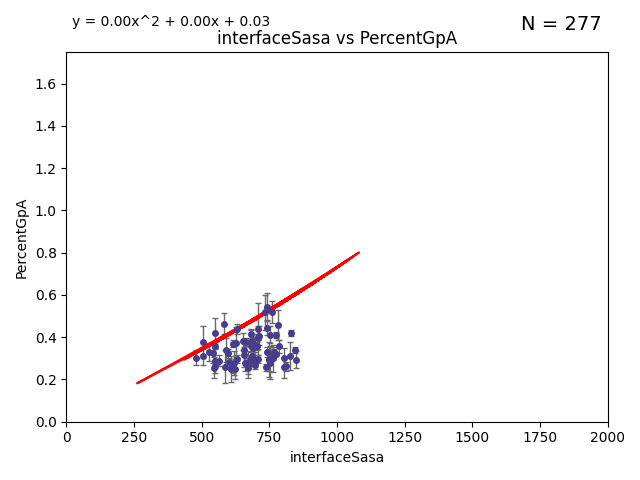 y = 0.00x^2 + 0.00x + 0.03
N = 277
interfaceSasa vs PercentGpA
PercentGpA
1.6
1.4
1.2
1.0
0.8
0.6
0.4
0.2
0.0
0 250 500 750 1000 1250 1500 1750 2000
interfaceSasa